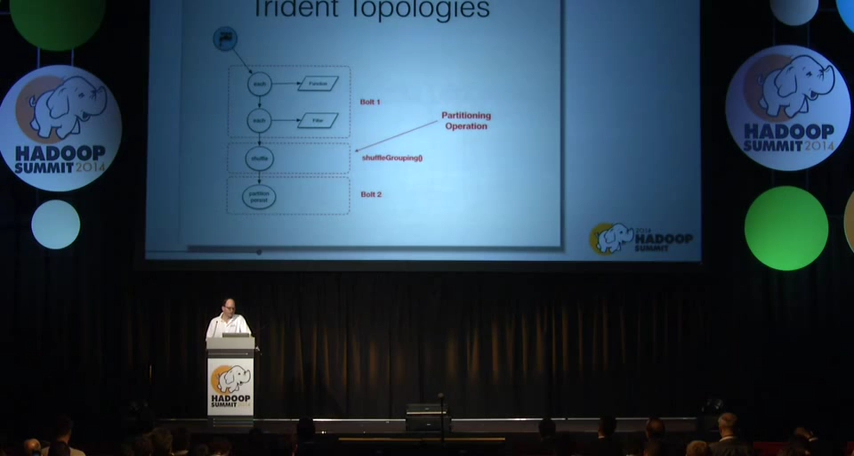 Trident Topologies
each
Function
Bolt 1
each
Filter
Partitioning
Operation
shuffle
shuffleGrouping()
partition
persist
Bolt 2
HADOOP
SUMMIT 2014
HADOOP
SUMMIT 2014
2014
HADOOP
SUMMIT
HADOOP
SUMMIT 2014